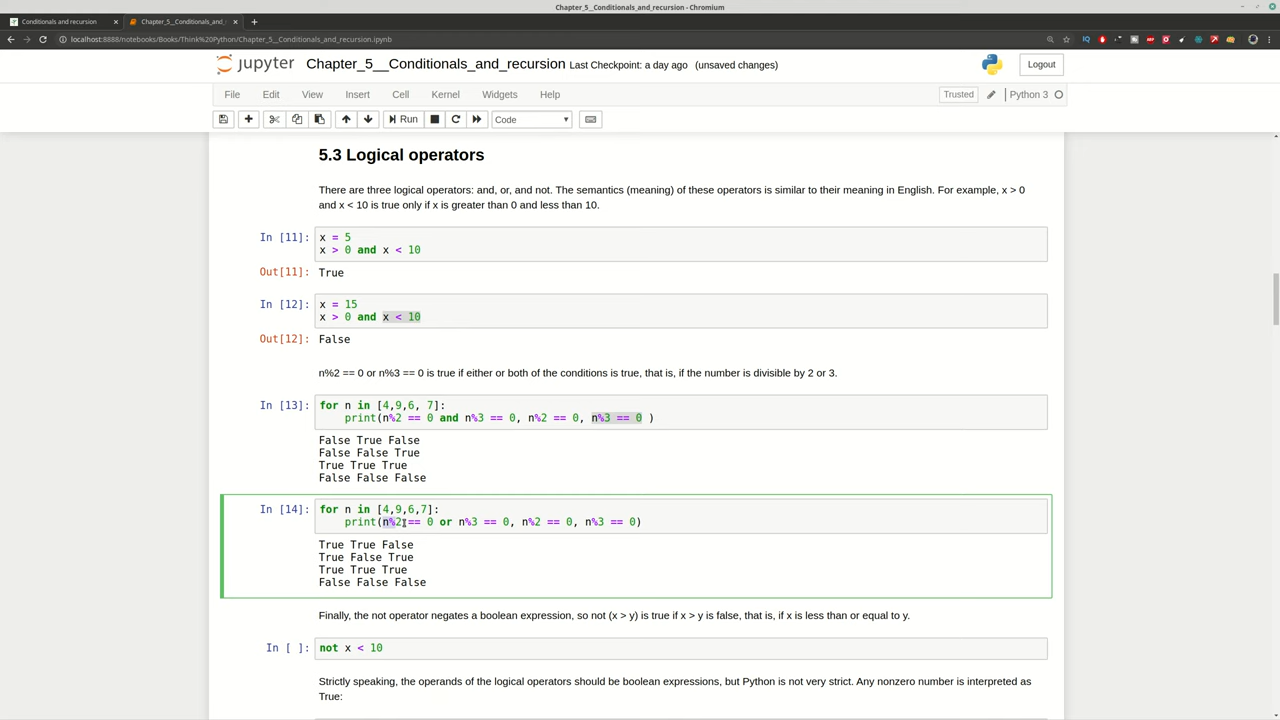 Chapter_5__Conditionals_and_recursion - Chromium
Conditionals and recursion
Chapter_5__Conditionals_and_
localhost:8888/notebooks/Books/Think%20Python/Chapter_5__Conditionals_and_recursion.ipynb
jupyter Chapter_5__Conditionals_and_recursion Last Checkpoint: a day ago (unsaved changes) Logout
File Edit View Insert Cell Kernel Widgets Help Trusted Python 3
Run Code
5.3 Logical operators
There are three logical operators: and, or, and not. The semantics (meaning) of these operators is similar to their meaning in English. For example, x > 0
and x < 10 is true only if x is greater than 0 and less than 10.
In [11]: x = 5
x > 0 and x < 10
Out[11]: True
In [12]: x = 15
x > 0 and x < 10
Out[12]: False
n%2 == 0 or n%3 == 0 is true if either or both of the conditions is true, that is, if the number is divisible by 2 or 3.
In [13]: for n in [4,9,6, 7]:
print(n%2 == 0 and n%3 == 0, n%2 == 0, n%3 == 0 )
False True False
False False True
True True True
False False False
In [14]: for n in [4,9,6,7]:
print(n%2 == 0 or n%3 == 0, n%2 == 0, n%3 == 0)
True True False
True False True
True True True
False False False
Finally, the not operator negates a boolean expression, so not (x > y) is true if x > y is false, that is, if x is less than or equal to y.
In [ ]: not x < 10
Strictly speaking, the operands of the logical operators should be boolean expressions, but Python is not very strict. Any nonzero number is interpreted as
True: